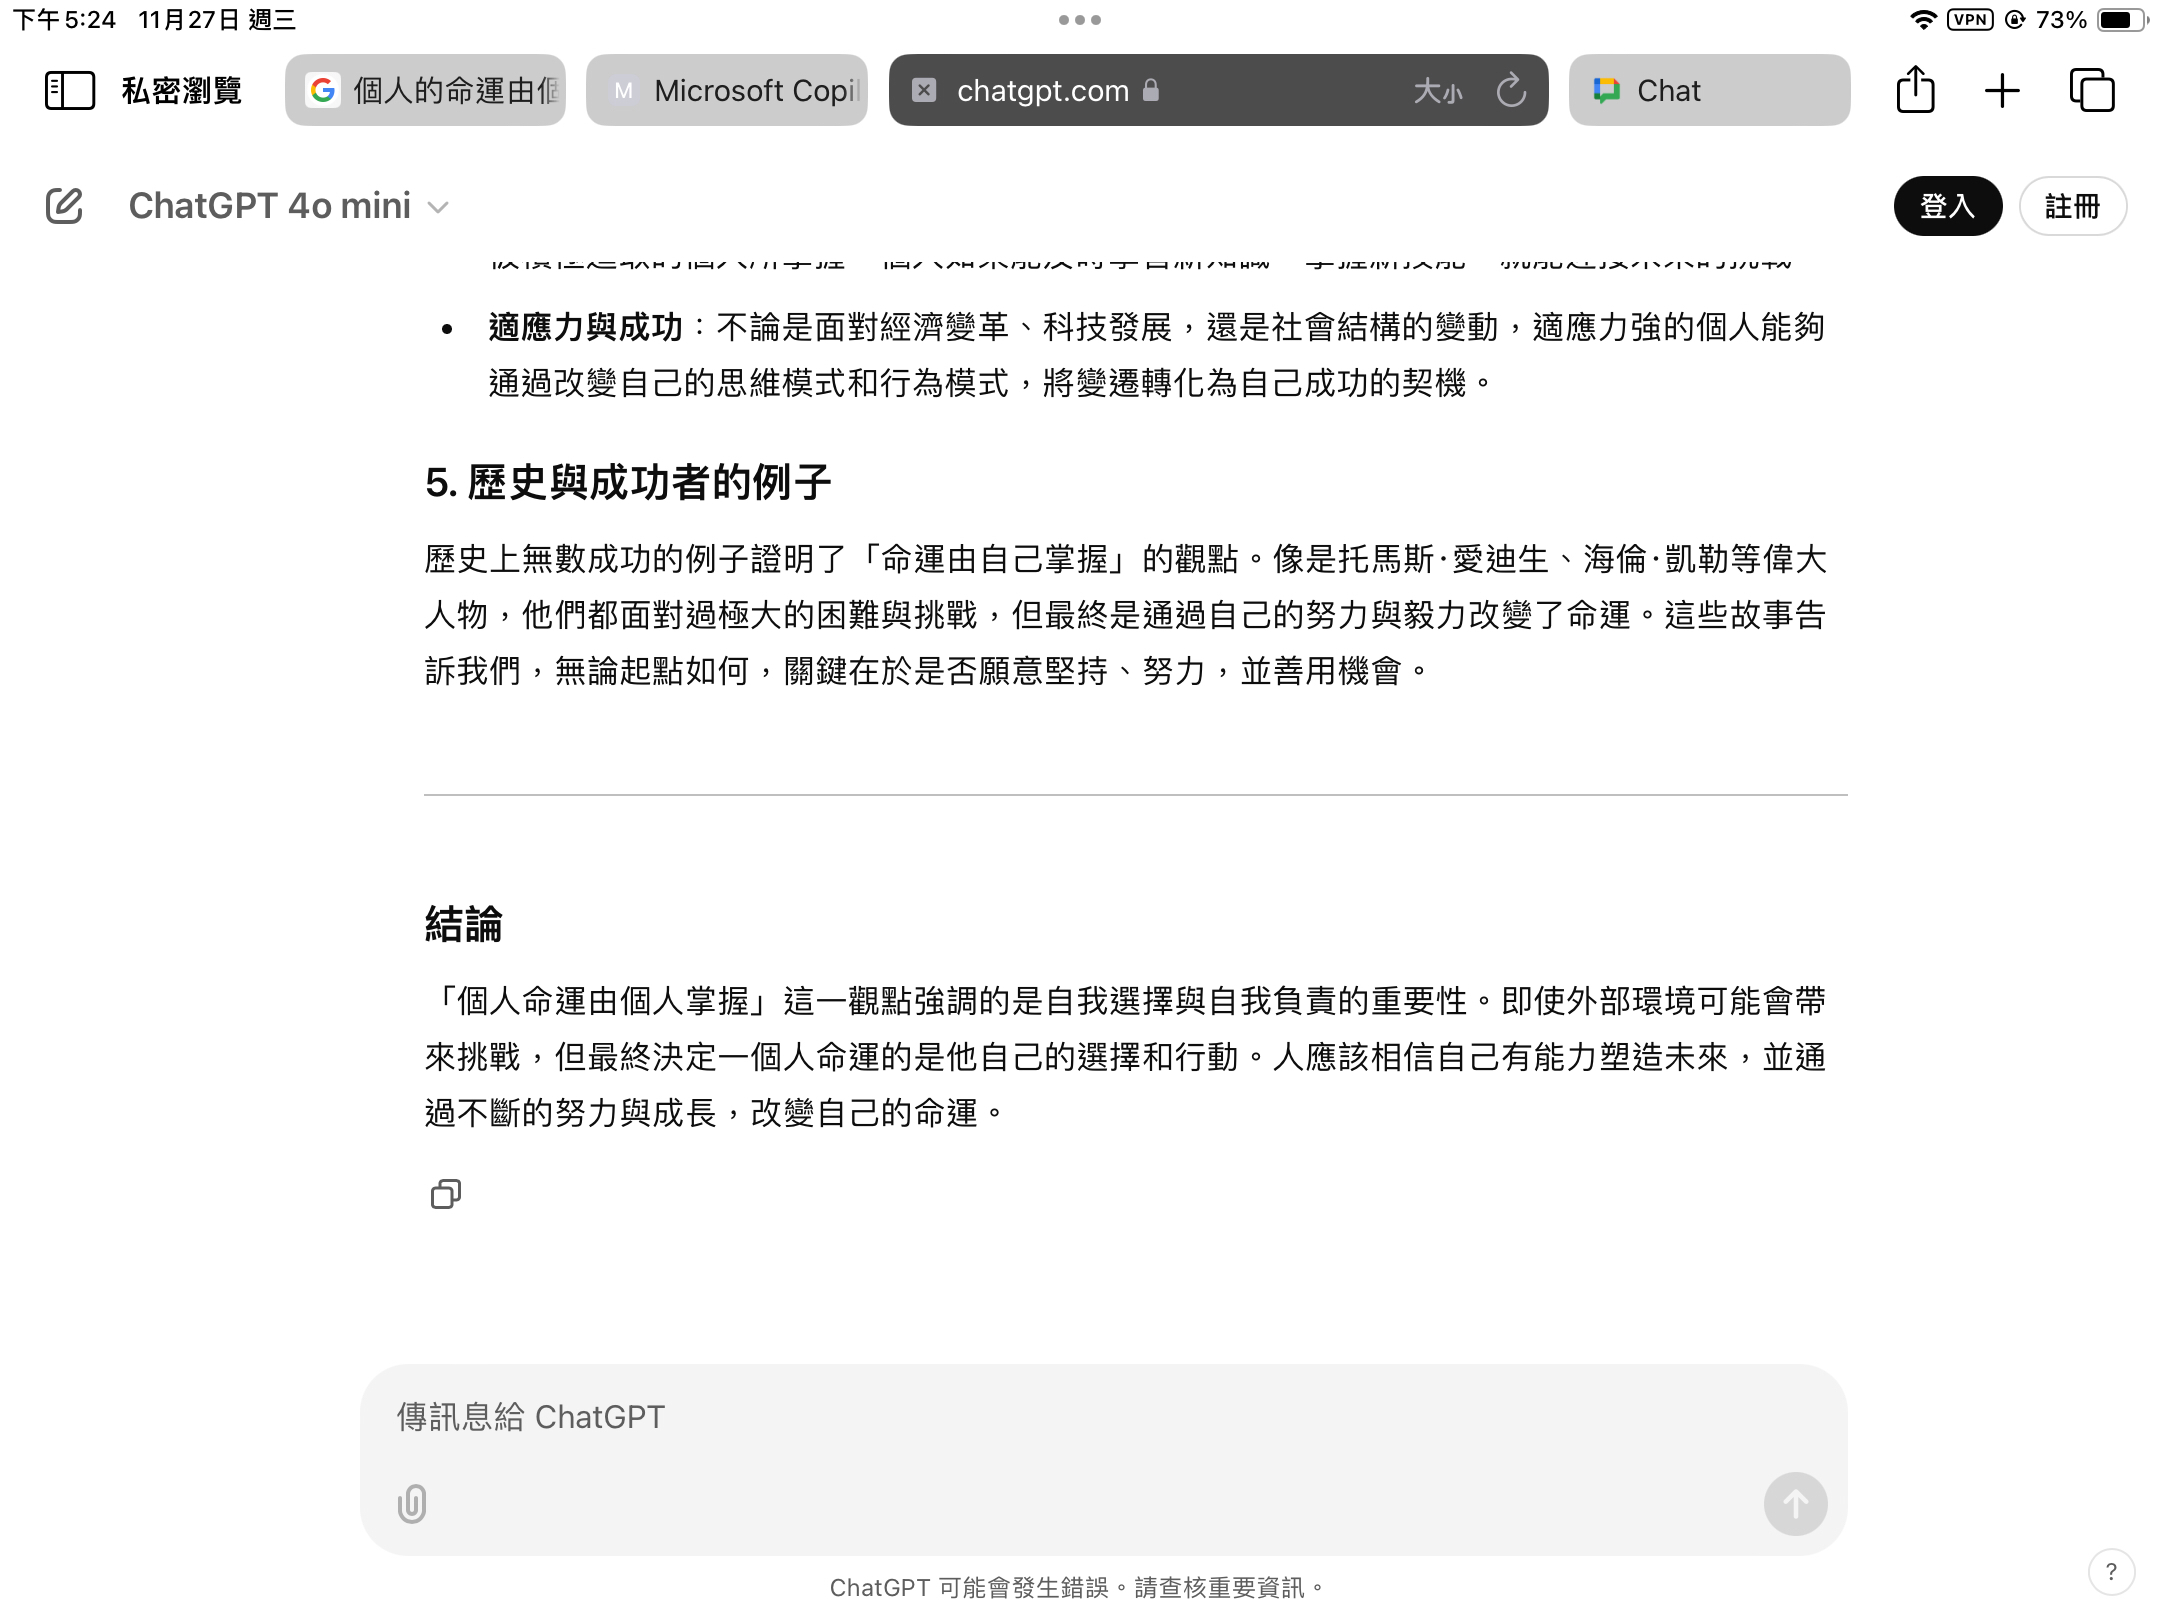 下午5:24 11月27日 週三
VPN 73%
私密瀏覽
個人的命運由
Microsoft Copil
chatgpt.com
大小
Chat
ChatGPT 4o mini
登入
註冊
• 適應力與成功：不論是面對經濟變革、科技發展，還是社會結構的變動，適應力強的個人能夠
通過改變自己的思維模式和行為模式，將變遷轉化為自己成功的契機。
5. 歷史與成功者的例子
歷史上無數成功的例子證明了「命運由自己掌握」的觀點。像是托馬斯·愛迪生、海倫·凱勒等偉大
人物，他們都面對過極大的困難與挑戰，但最終是通過自己的努力與毅力改變了命運。這些故事告
訴我們，無論起點如何，關鍵在於是否願意堅持、努力，並善用機會。
結論
「個人命運由個人掌握」這一觀點強調的是自我選擇與自我負責的重要性。即使外部環境可能會帶
來挑戰，但最終決定一個人命運的是他自己的選擇和行動。人應該相信自己有能力塑造未來，並通
過不斷的努力與成長，改變自己的命運。
傳訊息給 ChatGPT
ChatGPT 可能會發生錯誤。請查核重要資訊。
?